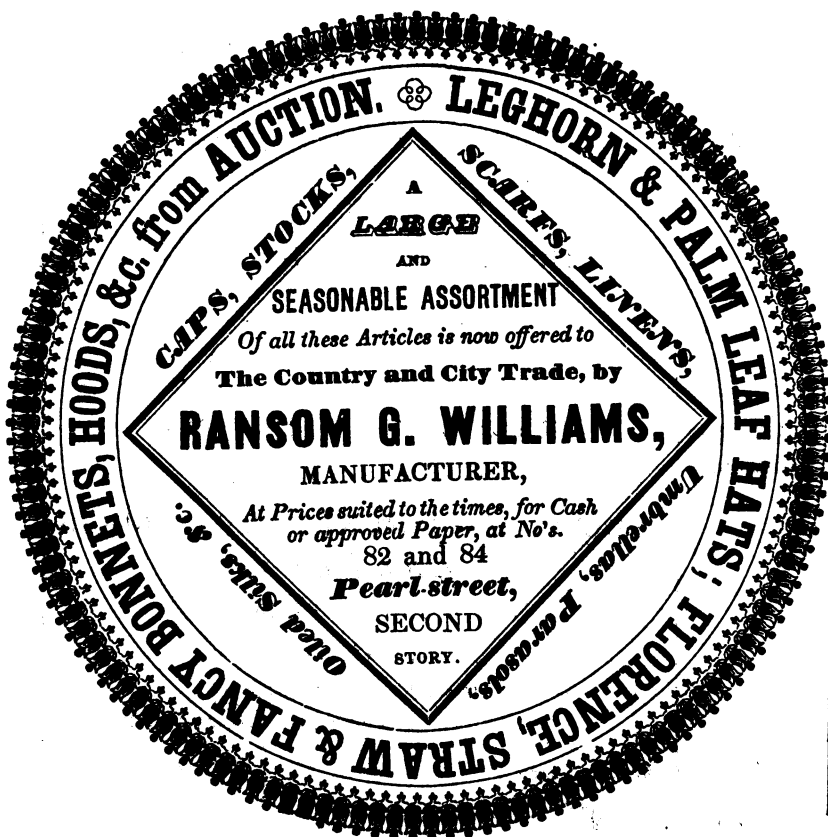 LEGHORN & PALM LEAF HATS; FLORENCE, STRAW & FANCY BONNETS, HOODS, &c. from AUCTION.
CAPS, STOCKS,
SCARFS, LINENS,
Umbrellas, Parasols,
Oiled Silks, &c.
A
LARGE
AND
SEASONABLE ASSORTMENT
Of all these Articles is now offered to
The Country and City Trade, by
RANSOM G. WILLIAMS,
MANUFACTURER,
At Prices suited to the times, for Cash
or approved Paper, at No's.
82 and 84
Pearl-street,
SECOND
STORY.